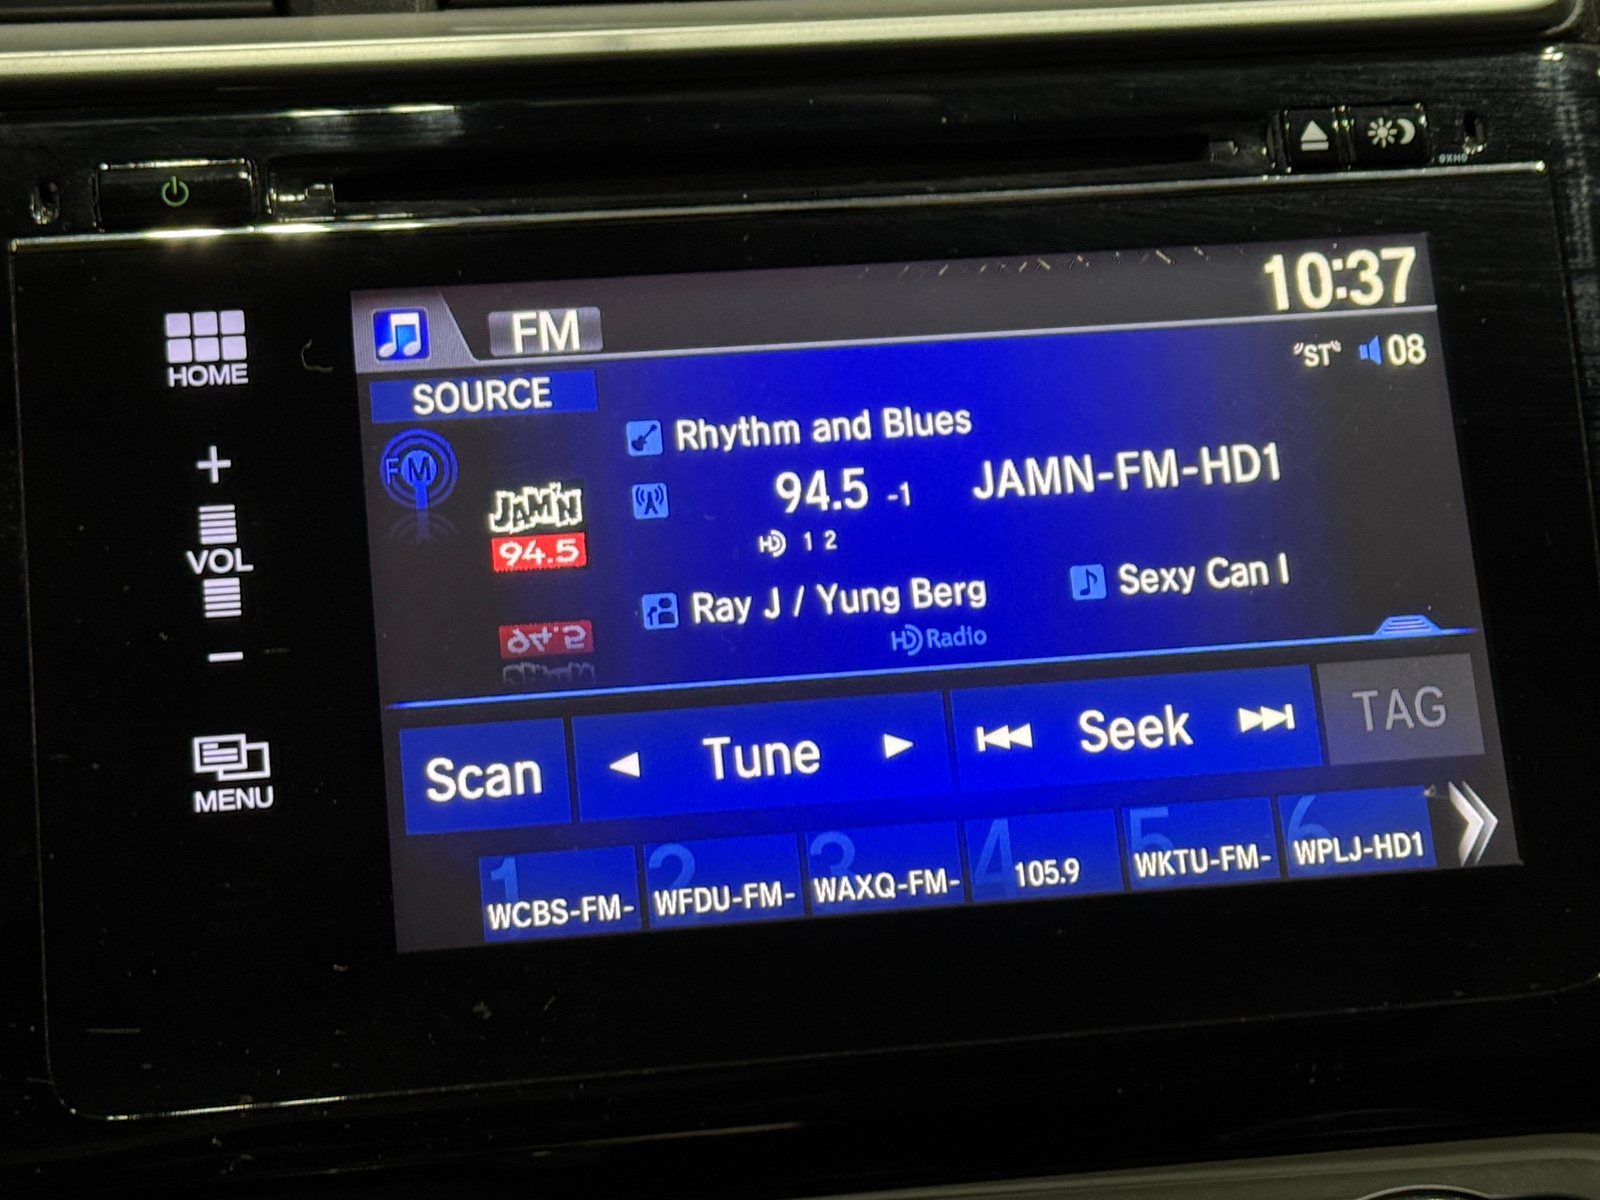 10:37
FM
"ST" 08
HOME
SOURCE
Rhythm and Blues
FM
94.5 -1 JAMN-FM-HD1
JAM'N
94.5
HD 1 2
+
VOL
−
Ray J / Yung Berg
Sexy Can I
HD Radio
MENU
Scan
Tune
Seek
TAG
1 WCBS-FM-
2 WFDU-FM-
3 WAXQ-FM-
4 105.9
5 WKTU-FM-
6 WPLJ-HD1